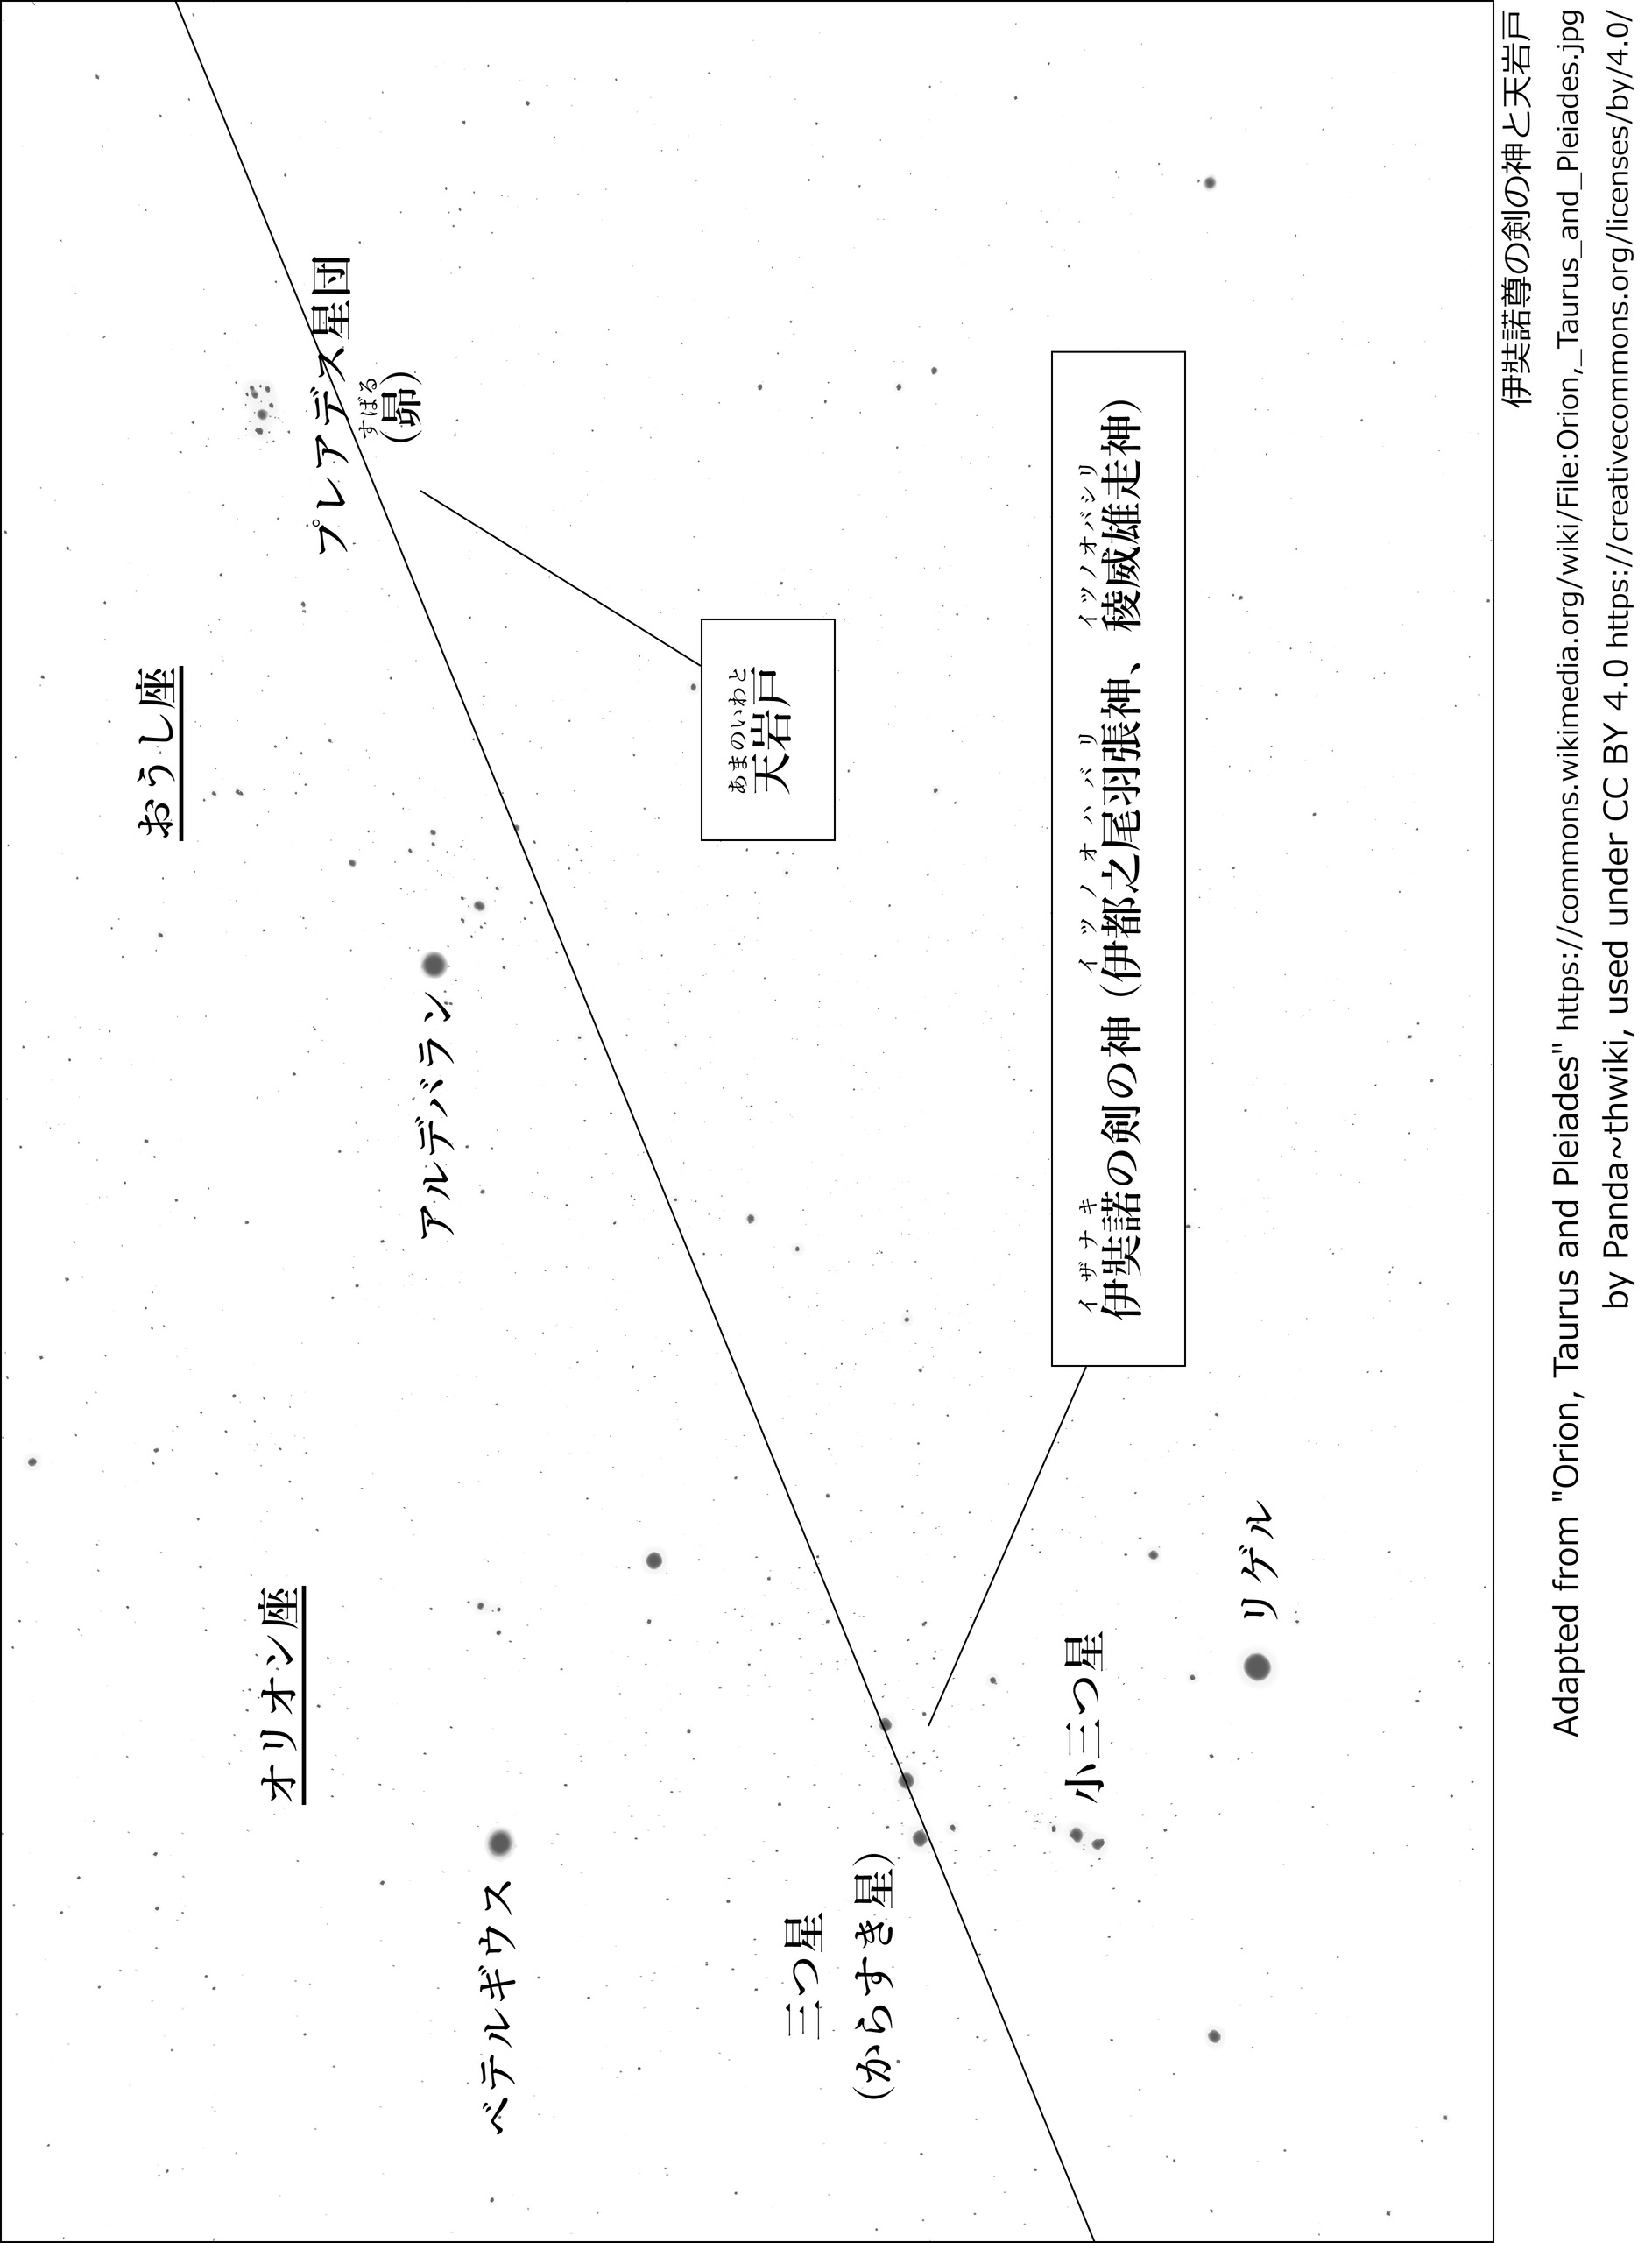 おうし座
プレアデス星団
すばる
(昴)
アルデバラン
あまのいわと
天岩戸
オリオン座
ベテルギウス
三つ星
(からすき星)
イザナキ イツノオハバリ イツノオバシリ
伊奘諾の剣の神 (伊都之尾羽張神、稜威雄走神)
小三つ星
リゲル
伊奘諾尊の剣の神と天岩戸
Adapted from "Orion, Taurus and Pleiades" https://commons.wikimedia.org/wiki/File:Orion,_Taurus_and_Pleiades.jpg
by Panda~thwiki, used under CC BY 4.0 https://creativecommons.org/licenses/by/4.0/